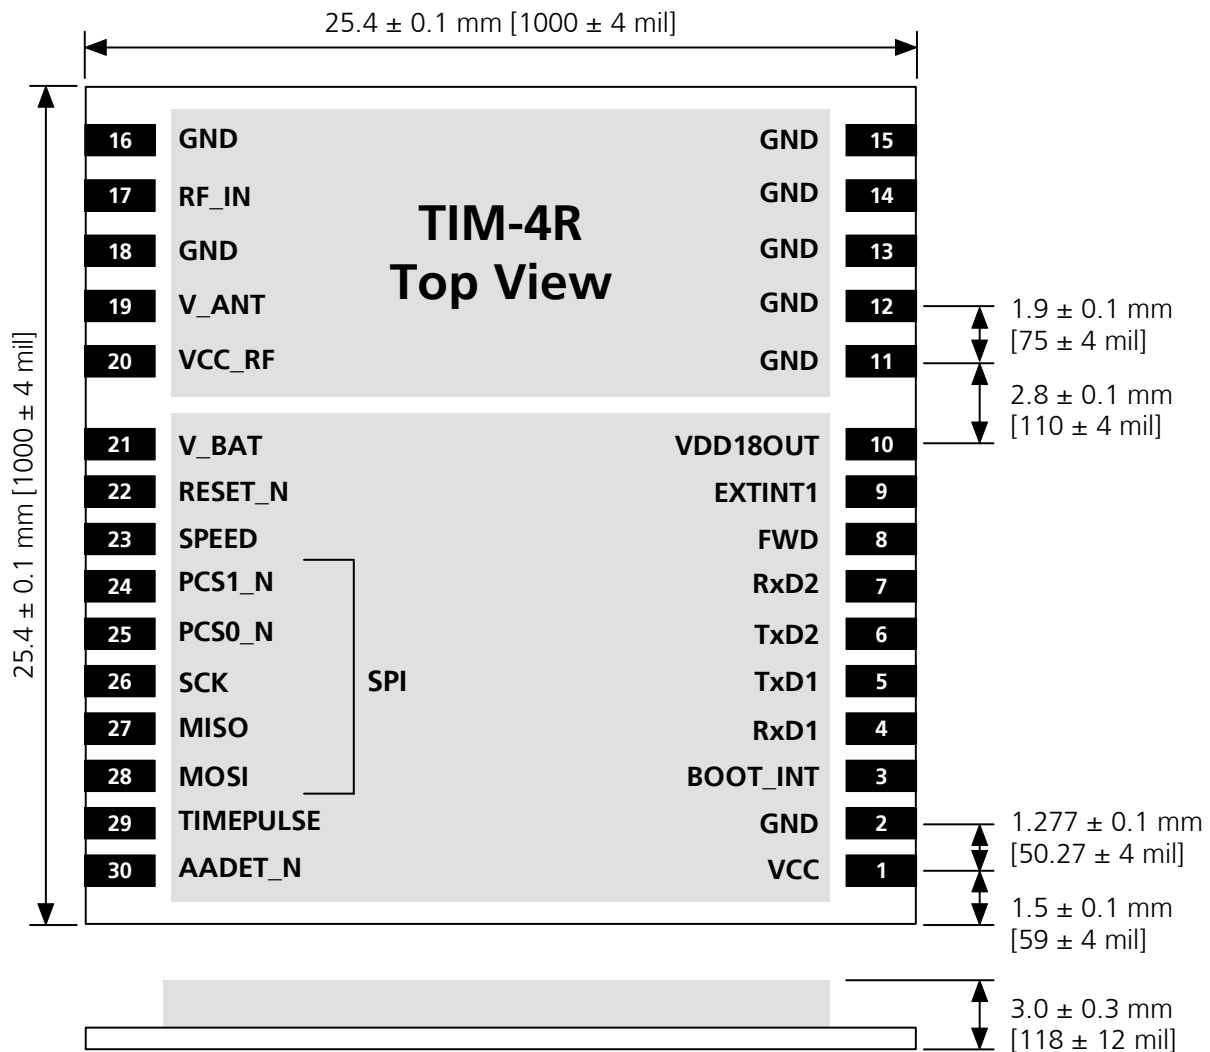 25.4 ± 0.1 mm [1000 ± 4 mil]
25.4 ± 0.1 mm [1000 ± 4 mil]
TIM-4R
Top View
16 GND
17 RF_IN
18 GND
19 V_ANT
20 VCC_RF
21 V_BAT
22 RESET_N
23 SPEED
24 PCS1_N
25 PCS0_N
26 SCK
27 MISO
28 MOSI
29 TIMEPULSE
30 AADET_N
SPI
GND 15
GND 14
GND 13
GND 12
GND 11
VDD18OUT 10
EXTINT1 9
FWD 8
RxD2 7
TxD2 6
TxD1 5
RxD1 4
BOOT_INT 3
GND 2
VCC 1
1.9 ± 0.1 mm
[75 ± 4 mil]
2.8 ± 0.1 mm
[110 ± 4 mil]
1.277 ± 0.1 mm
[50.27 ± 4 mil]
1.5 ± 0.1 mm
[59 ± 4 mil]
3.0 ± 0.3 mm
[118 ± 12 mil]